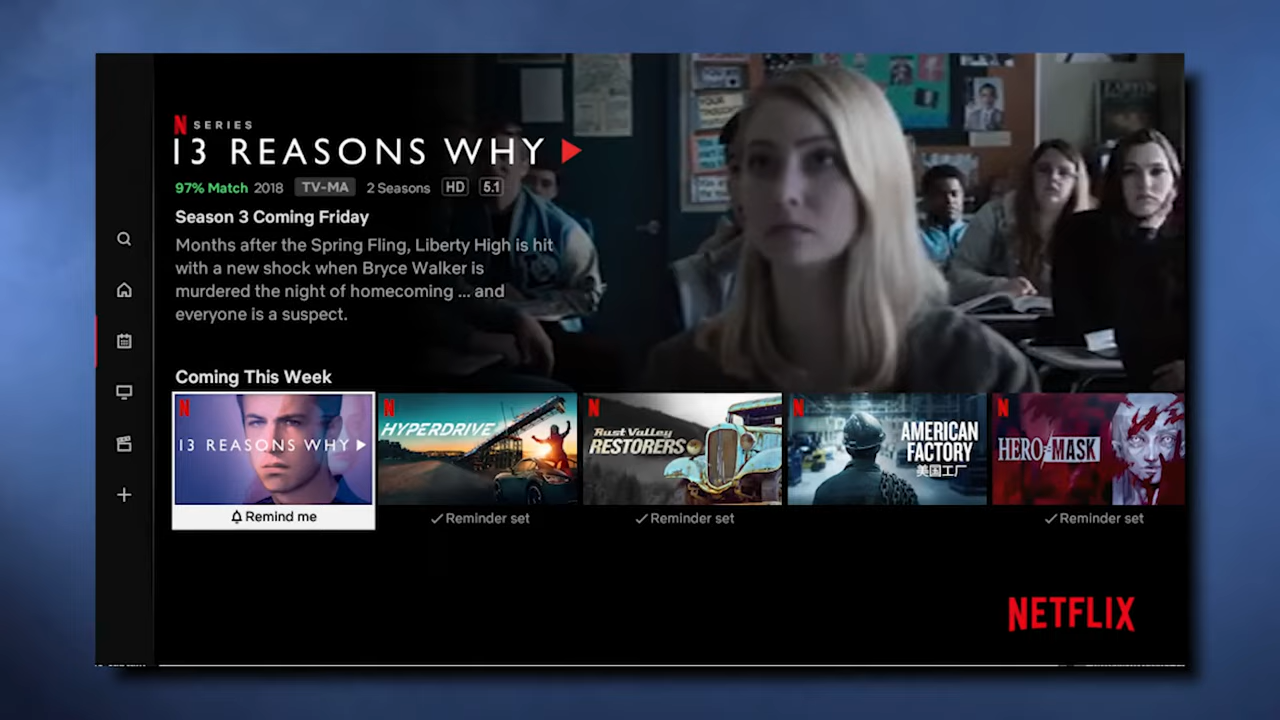 N SERIES
13 REASONS WHY
97% Match 2018 TV-MA 2 Seasons HD 5.1
Season 3 Coming Friday
Months after the Spring Fling, Liberty High is hit
with a new shock when Bryce Walker is
murdered the night of homecoming ... and
everyone is a suspect.
Coming This Week
N
13 REASONS WHY
Remind me
N
HYPERDRIVE
Reminder set
N
Rust Valley
RESTORERS
Reminder set
N
AMERICAN
FACTORY
美国工厂
N
HERO MASK
Reminder set
NETFLIX